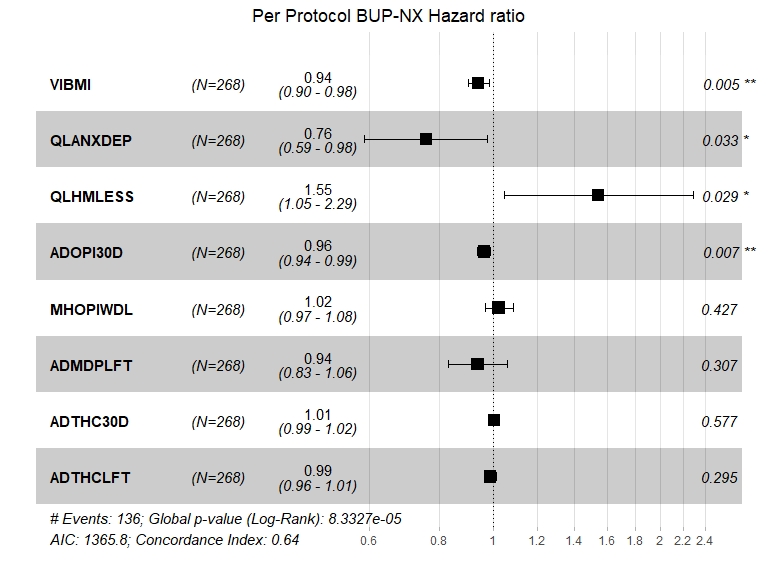 Per Protocol BUP-NX Hazard ratio
VIBMI (N=268) 0.94 (0.90 - 0.98) 0.005 **
QLANXDEP (N=268) 0.76 (0.59 - 0.98) 0.033 *
QLHMLESS (N=268) 1.55 (1.05 - 2.29) 0.029 *
ADOPI30D (N=268) 0.96 (0.94 - 0.99) 0.007 **
MHOPIWDL (N=268) 1.02 (0.97 - 1.08) 0.427
ADMDPLFT (N=268) 0.94 (0.83 - 1.06) 0.307
ADTHC30D (N=268) 1.01 (0.99 - 1.02) 0.577
ADTHCLFT (N=268) 0.99 (0.96 - 1.01) 0.295
# Events: 136; Global p-value (Log-Rank): 8.3327e-05
AIC: 1365.8; Concordance Index: 0.64
0.6 0.8 1 1.2 1.4 1.6 1.8 2 2.2 2.4